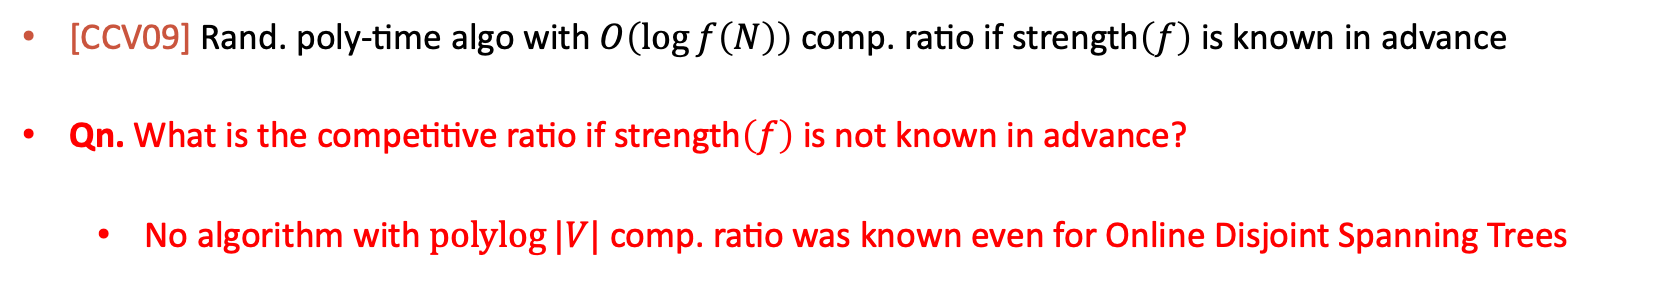 • [CCV09] Rand. poly-time algo with O(log f(N)) comp. ratio if strength(f) is known in advance
• Qn. What is the competitive ratio if strength(f) is not known in advance?
• No algorithm with polylog |V| comp. ratio was known even for Online Disjoint Spanning Trees